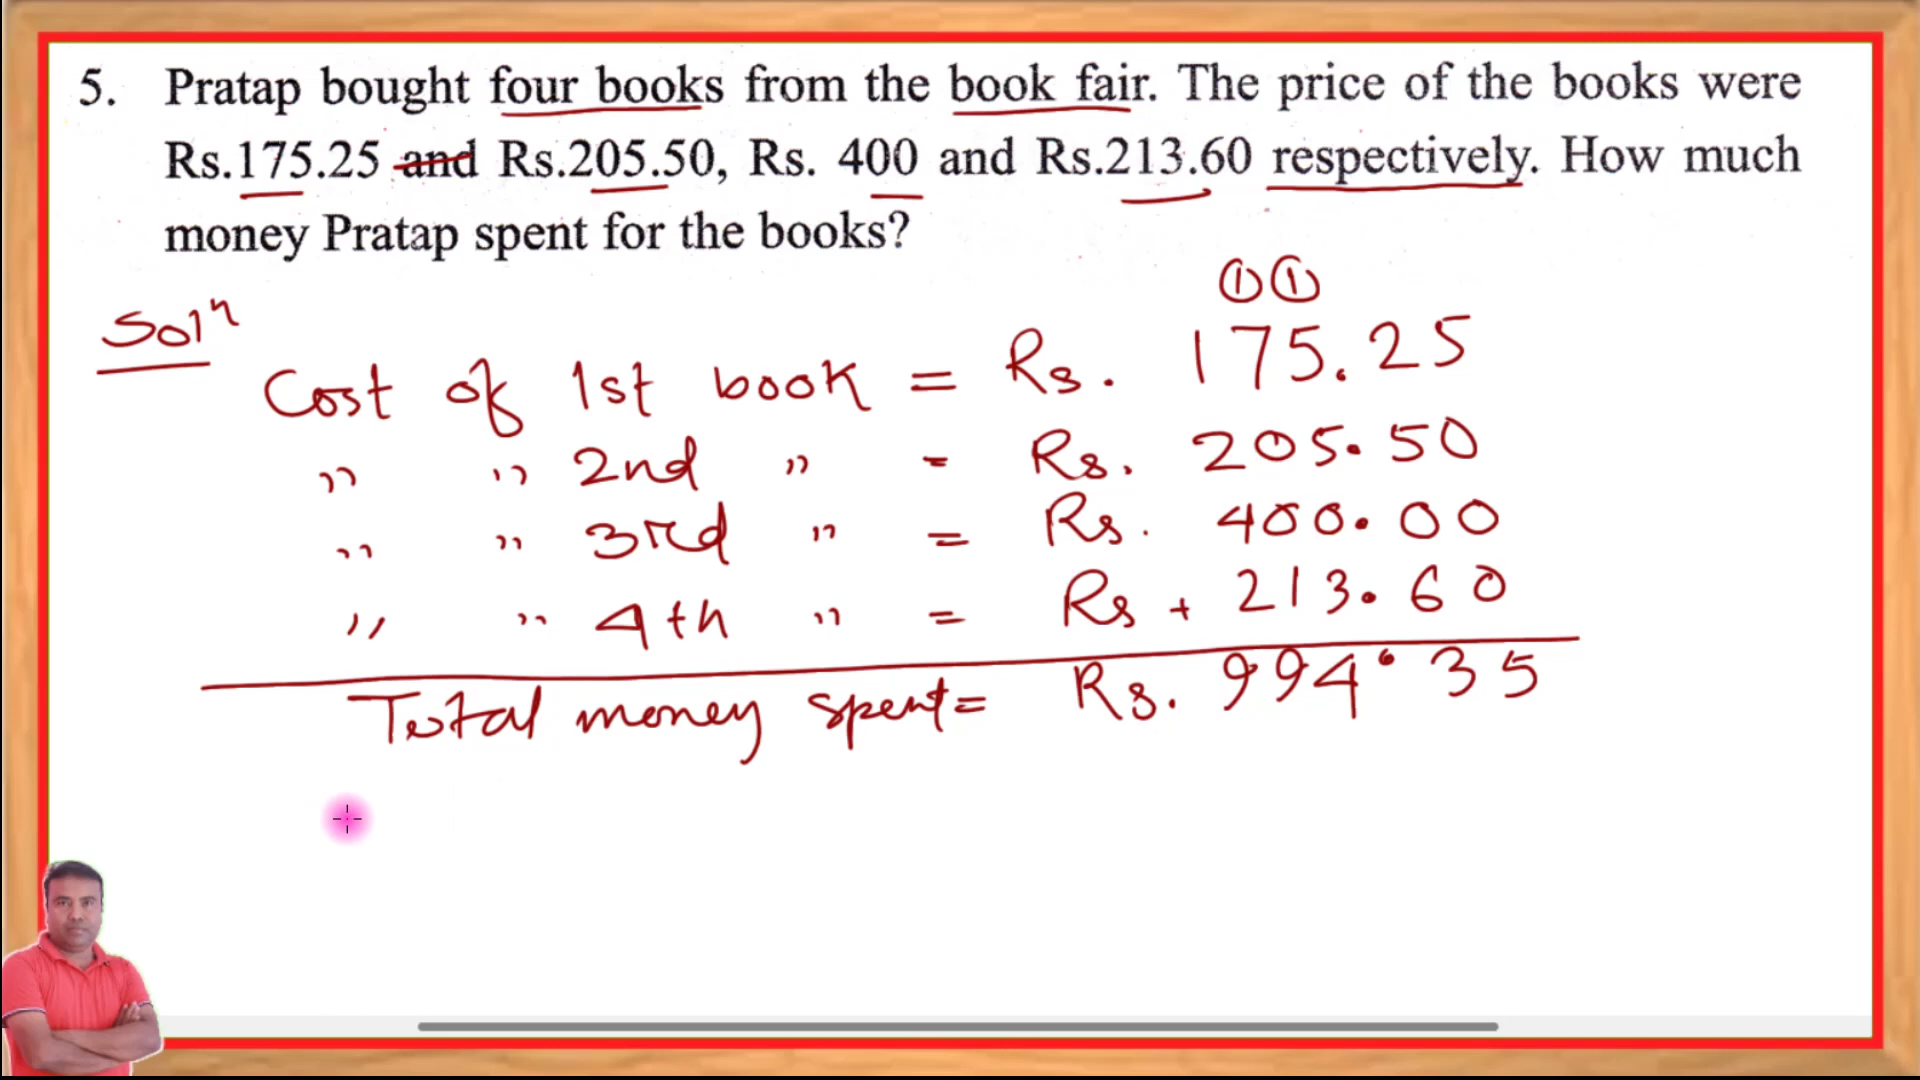 5. Pratap bought four books from the book fair. The price of the books were
Rs.175.25 and Rs.205.50, Rs. 400 and Rs.213.60 respectively. How much
money Pratap spent for the books?
① ①
Solⁿ
Cost of 1st book = Rs. 175.25
" " 2nd " = Rs. 205.50
" " 3rd " = Rs. 400.00
" " 4th " = Rs + 213.60
Total money spent = Rs. 994.35